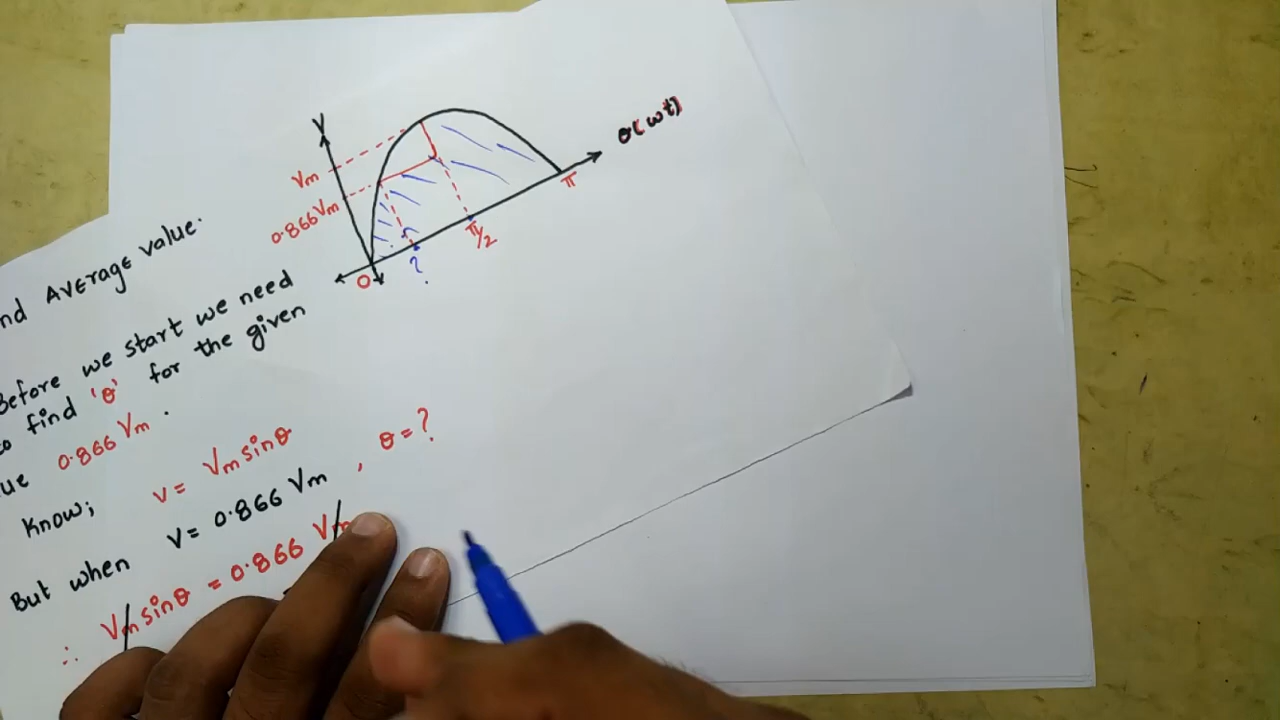 V
θ(ωt)
Vm
0.866Vm
π
π/2
?
0
nd AVErage value.
Before we start we need
to find 'θ' for the given
ue 0.866 Vm.
Know; v = Vm sinθ
But when v = 0.866 Vm, θ = ?
∴ Vm sinθ = 0.866 Vm